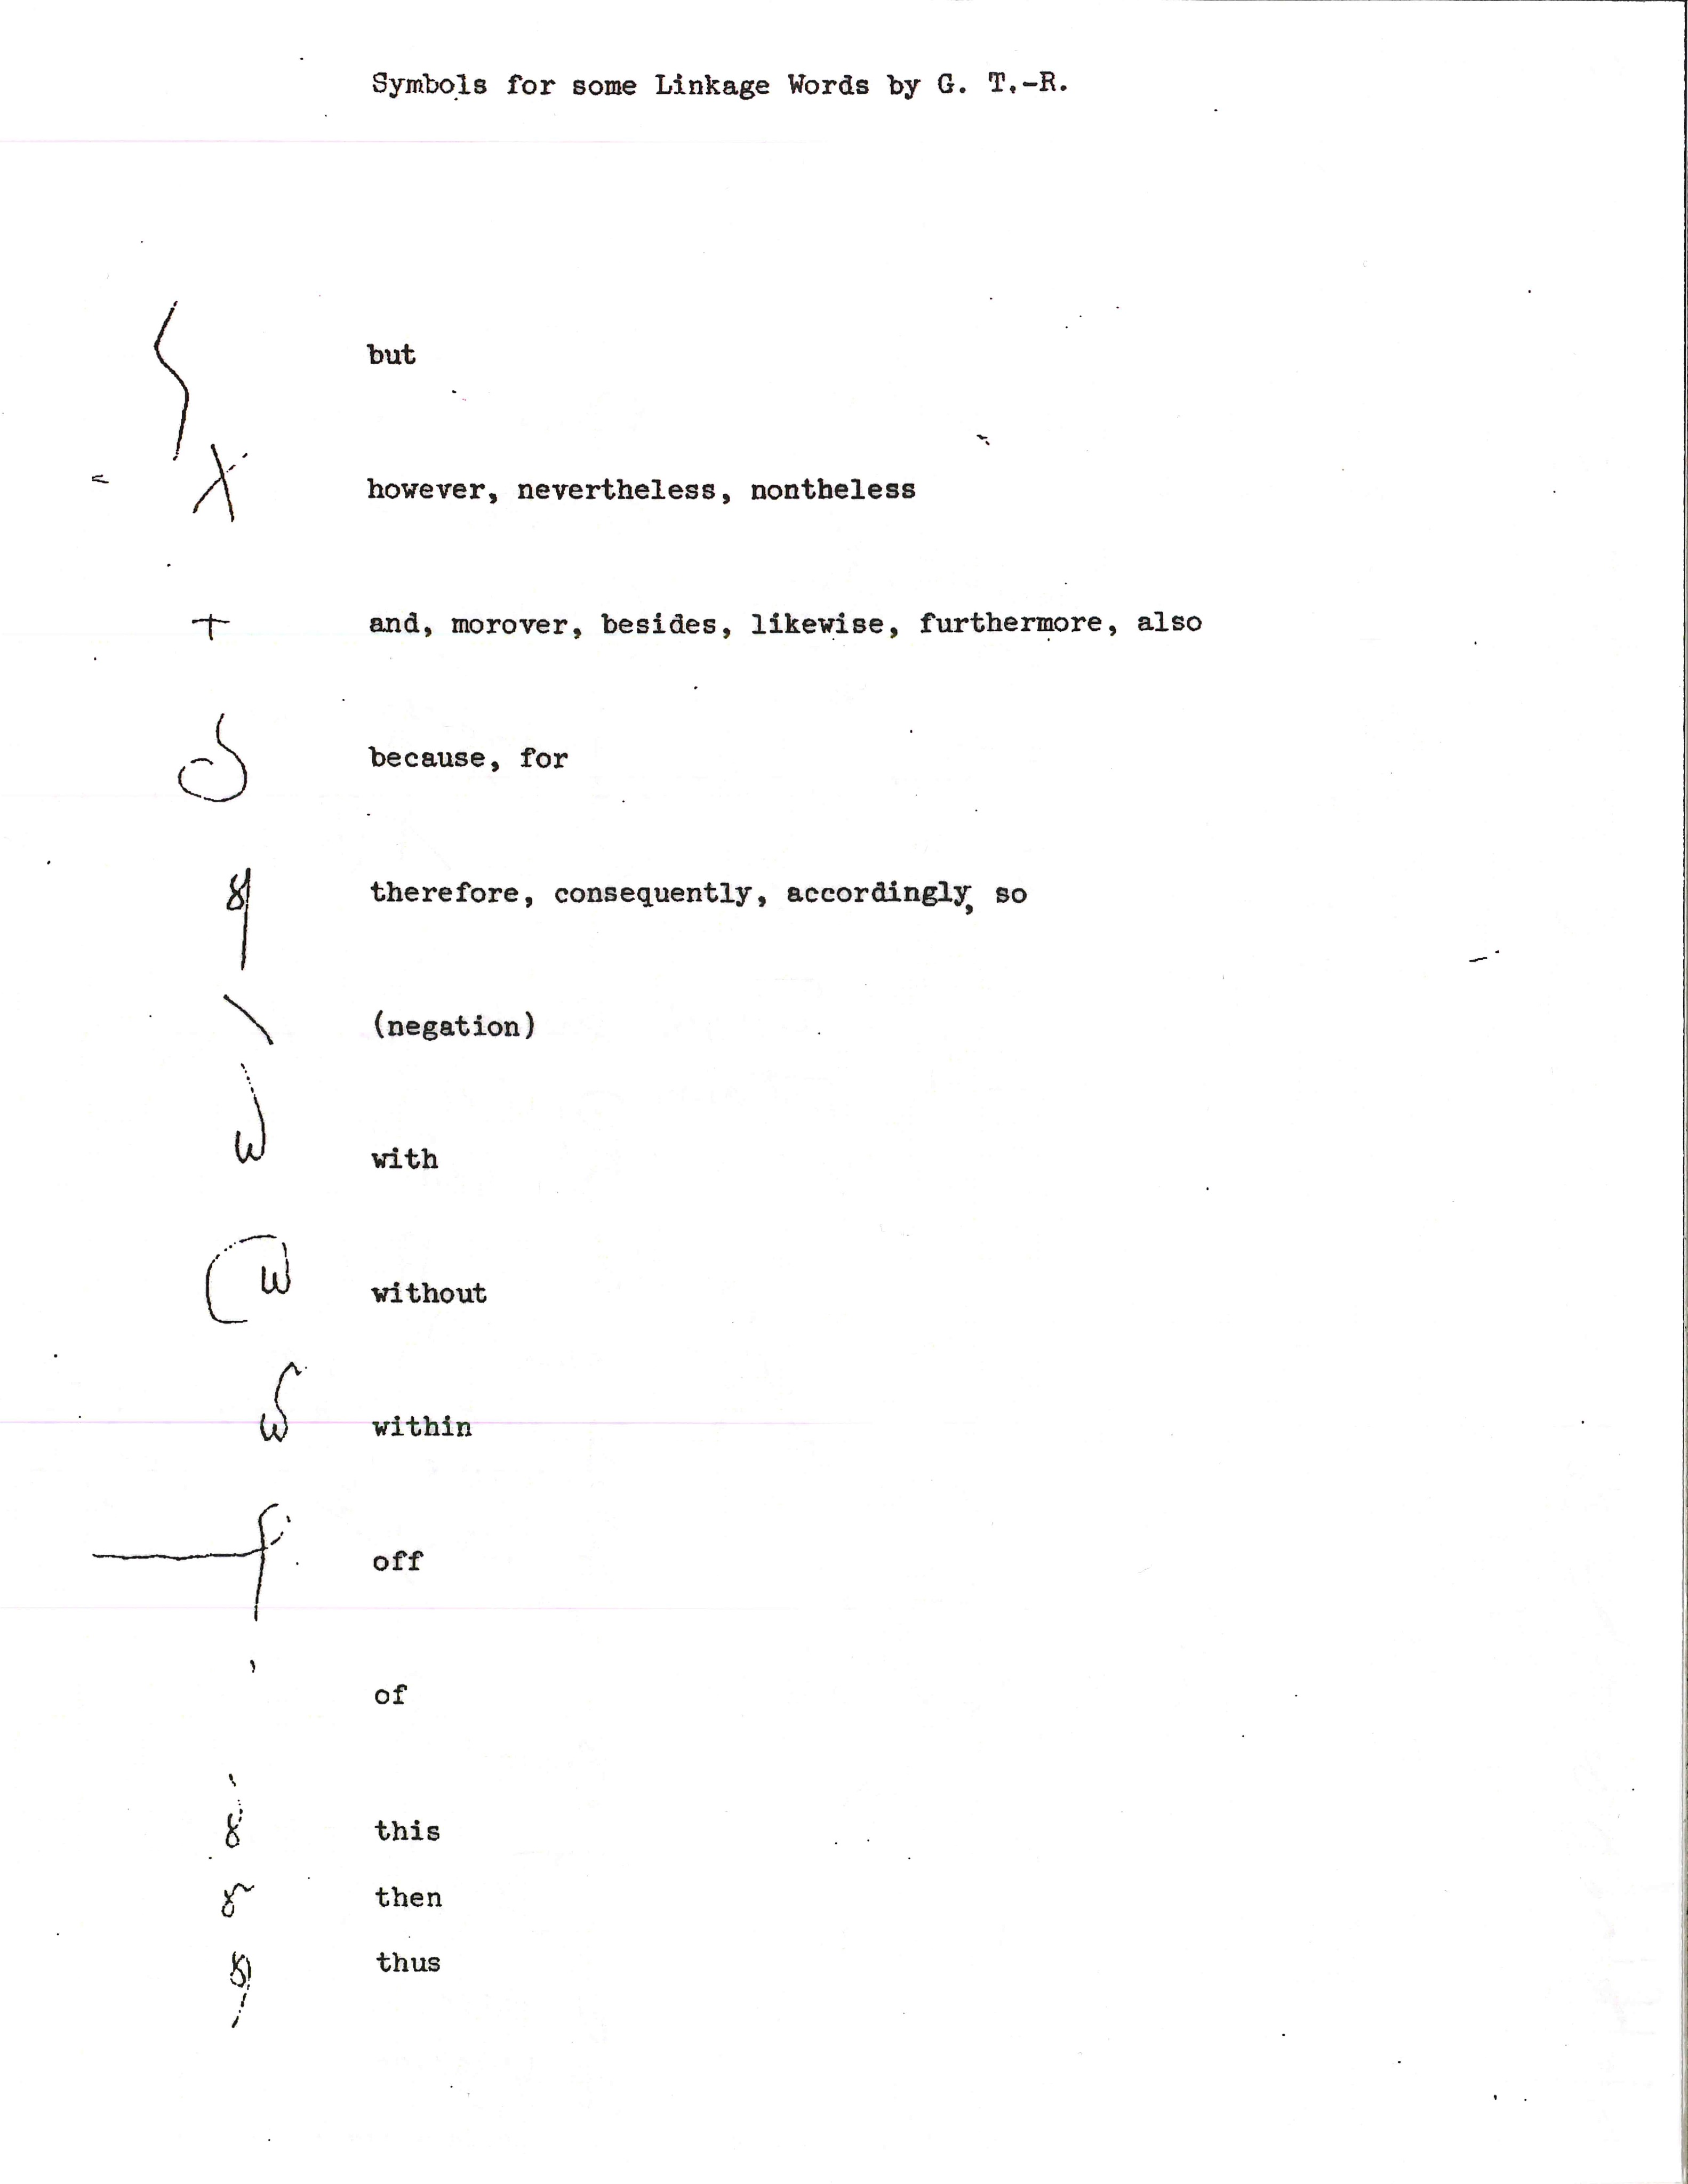 Symbols for some Linkage Words by G. T.-R.
but
however, nevertheless, nontheless
+ and, morover, besides, likewise, furthermore, also
because, for
therefore, consequently, accordingly, so
(negation)
with
without
within
off
of
this
then
thus